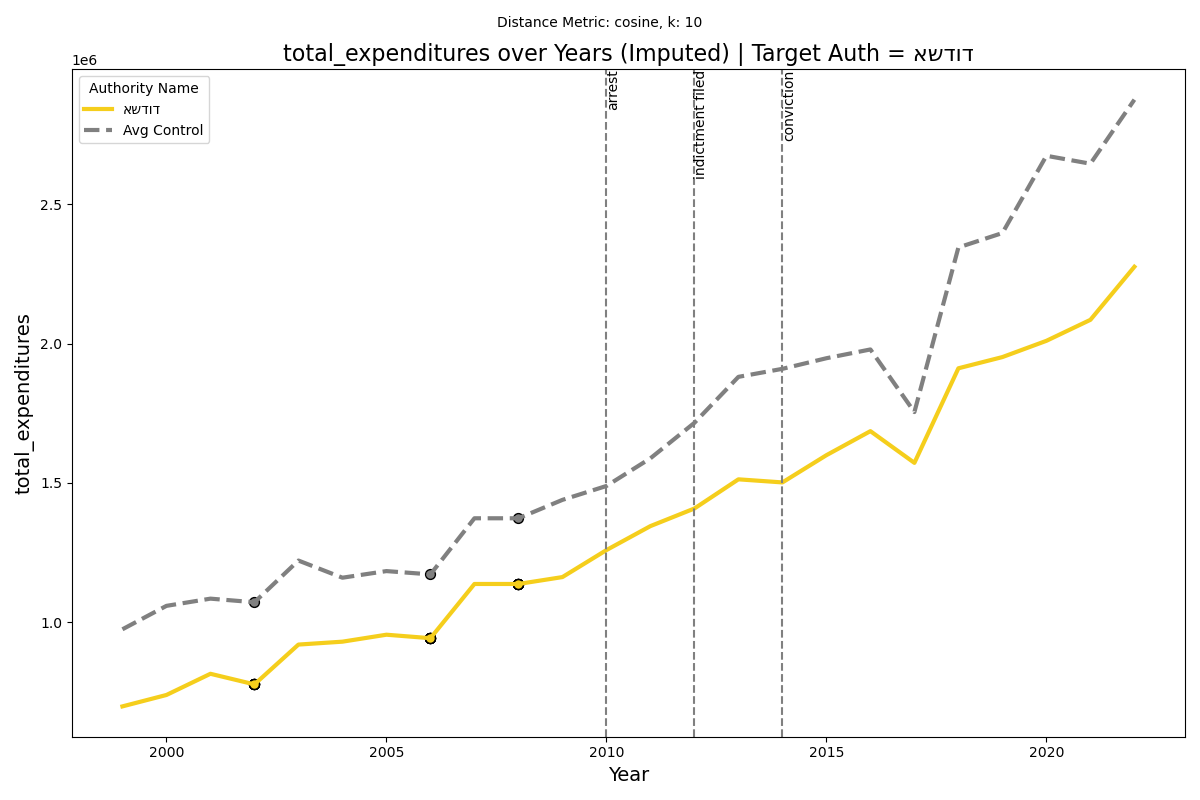 Distance Metric: cosine, k: 10
total_expenditures over Years (Imputed) | Target Auth = אשדוד
1e6
Authority Name
אשדוד
Avg Control
arrest
indictment filed
conviction
2.5
2.0
1.5
1.0
total_expenditures
2000
2005
2010
2015
2020
Year